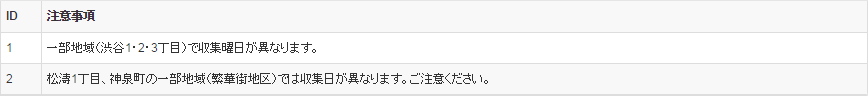 ID 注意事項
1 一部地域(渋谷1・2・3丁目)で収集曜日が異なります。
2 松濤1丁目、神泉町の一部地域(繁華街地区)では収集日が異なります。ご注意ください。